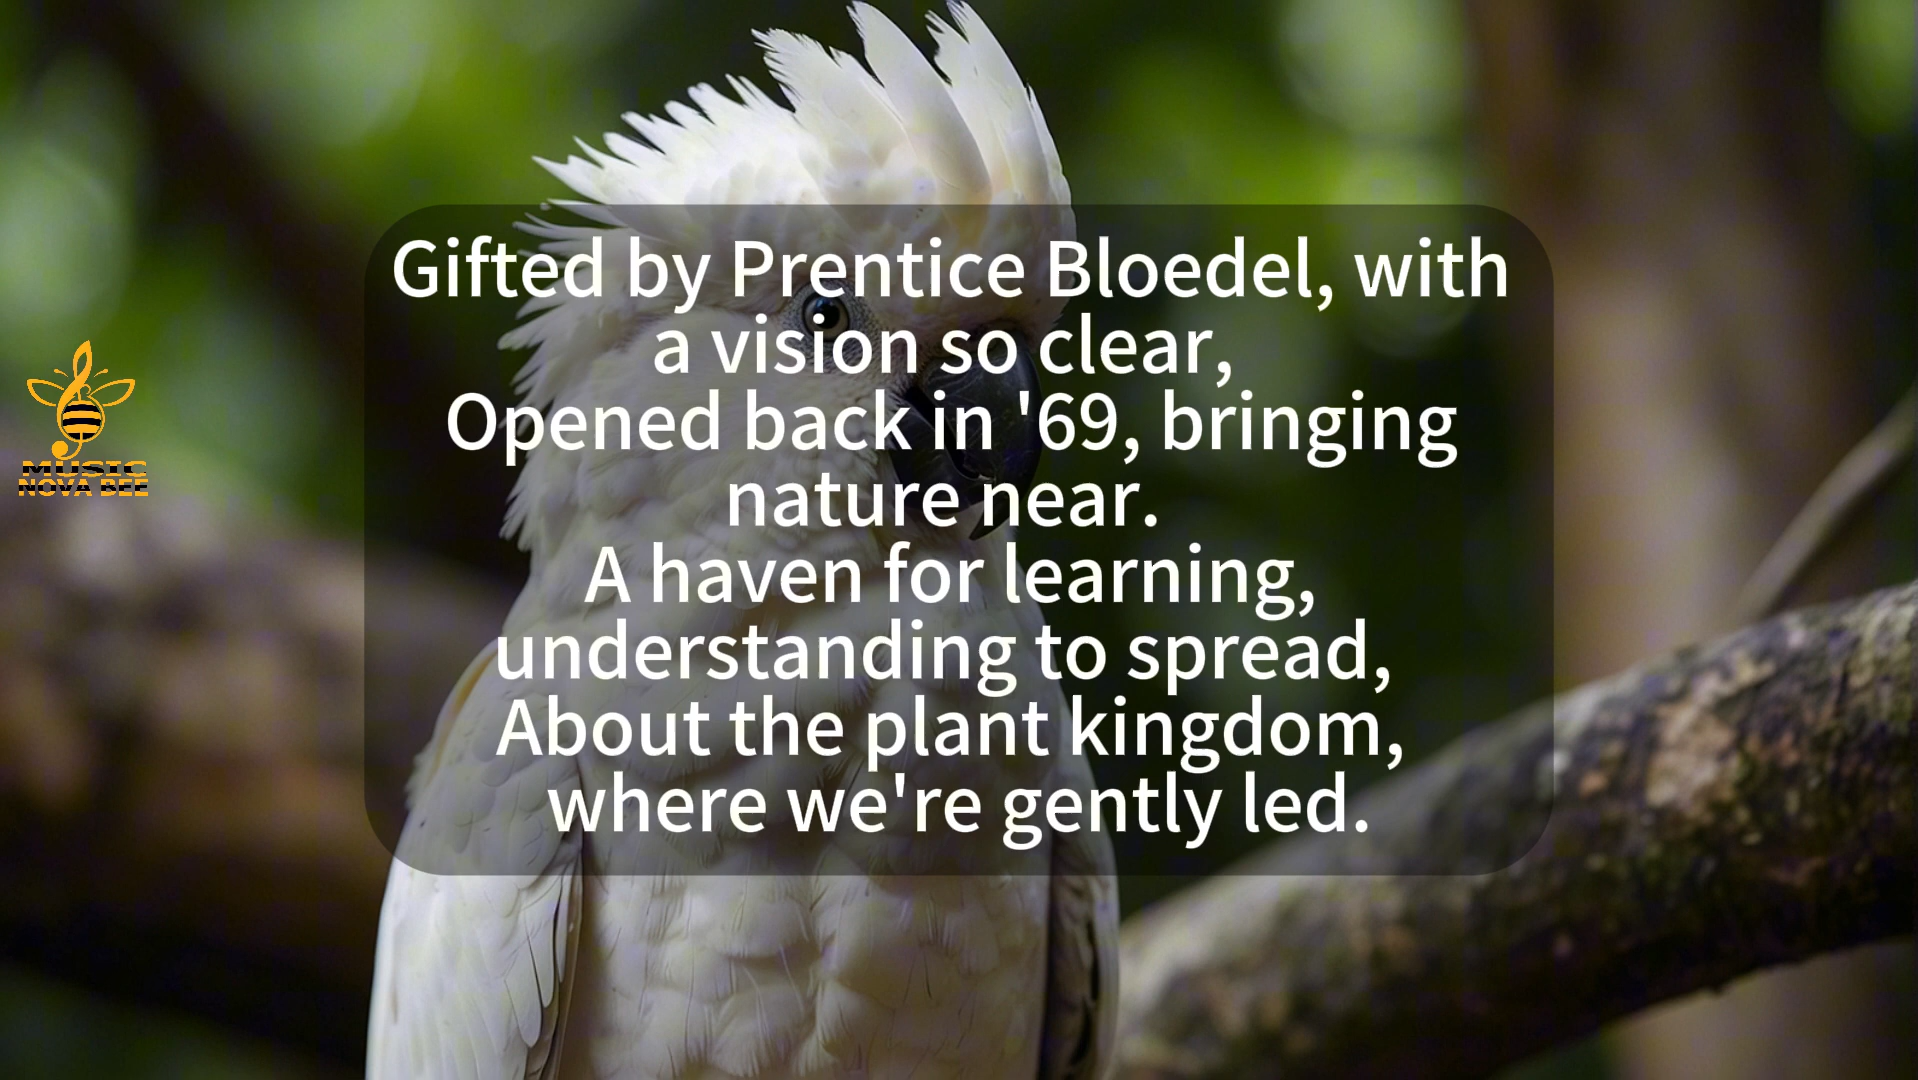 Gifted by Prentice Bloedel, with
a vision so clear,
Opened back in '69, bringing
nature near.
A haven for learning,
understanding to spread,
About the plant kingdom,
where we're gently led.
MUSIC
NOVA BEE